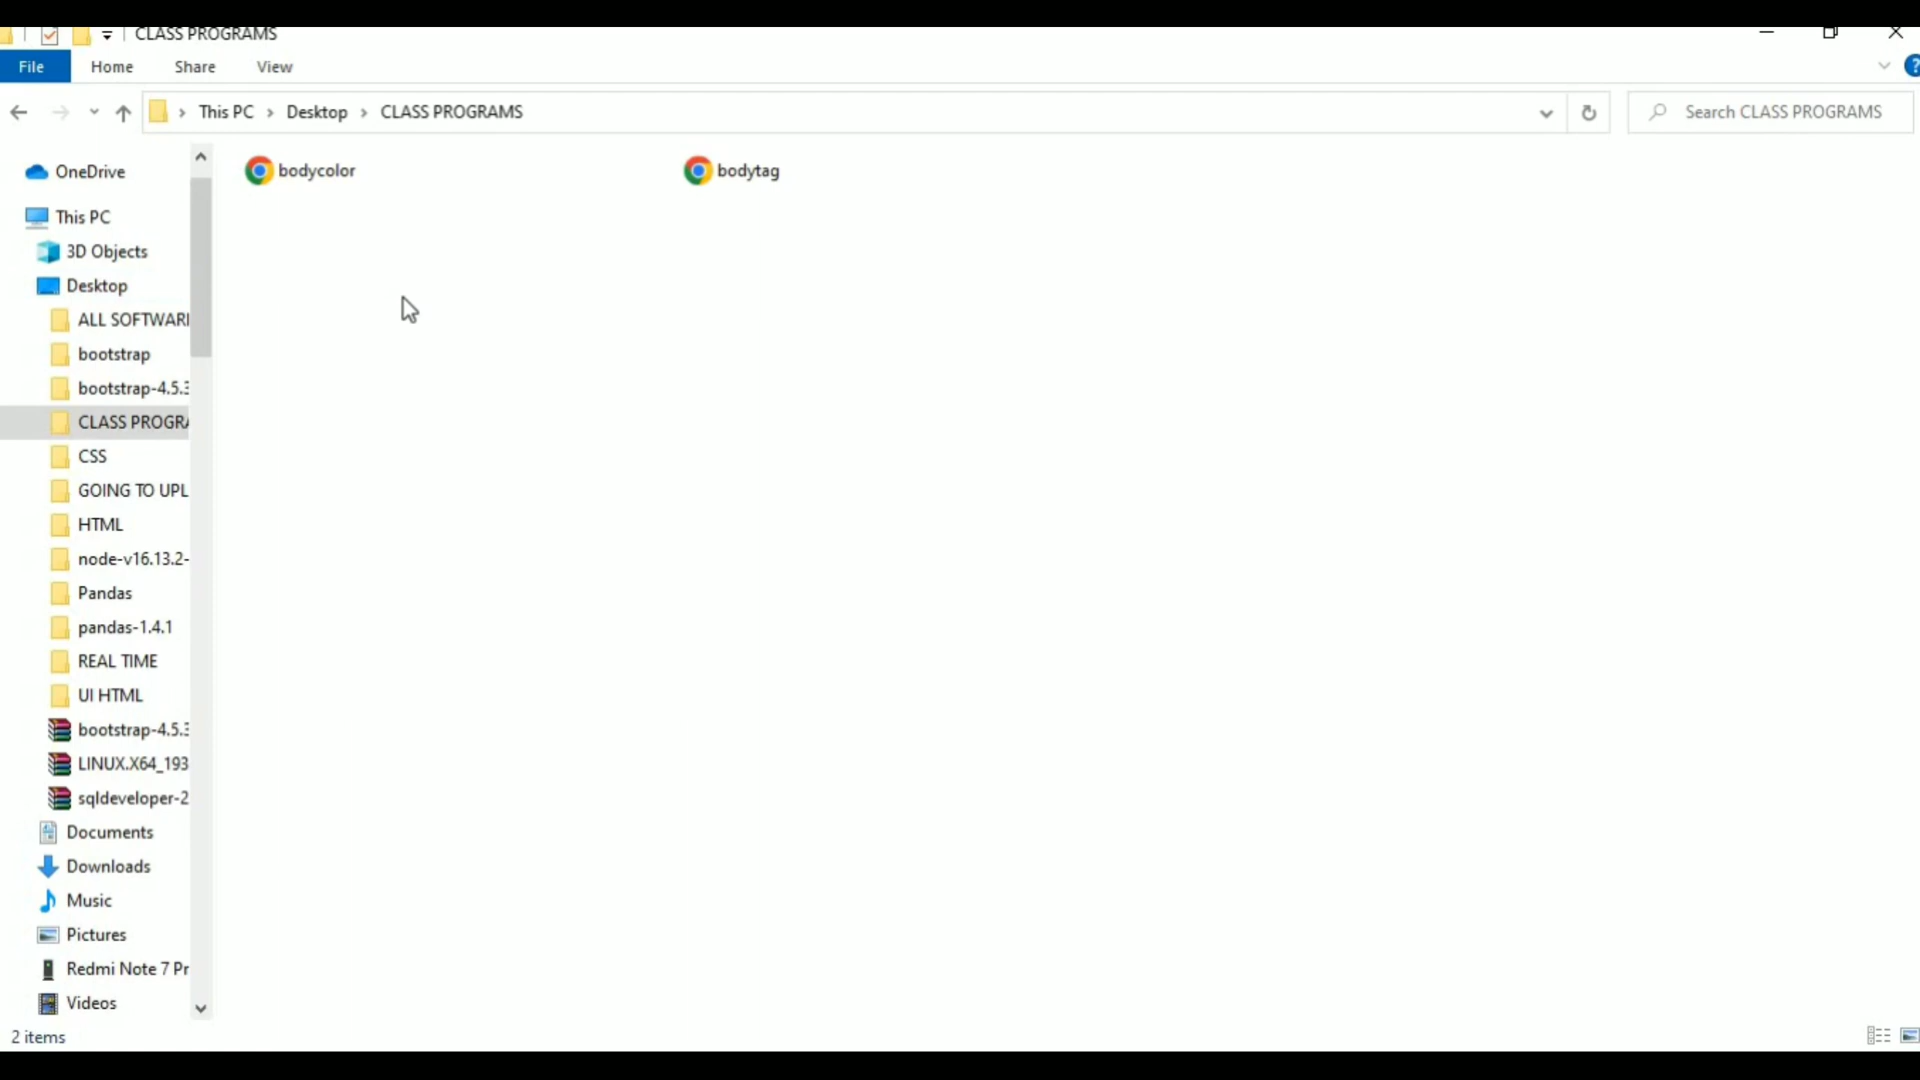 CLASS PROGRAMS
File Home Share View
?
This PC > Desktop > CLASS PROGRAMS
Search CLASS PROGRAMS
OneDrive
This PC
3D Objects
Desktop
ALL SOFTWAR
bootstrap
bootstrap-4.5.3
CLASS PROGRA
CSS
GOING TO UPL
HTML
node-v16.13.2-
Pandas
pandas-1.4.1
REAL TIME
UI HTML
bootstrap-4.5.3
LINUX.X64_193
sqldeveloper-2
Documents
Downloads
Music
Pictures
Redmi Note 7 Pr
Videos
bodycolor
bodytag
2 items